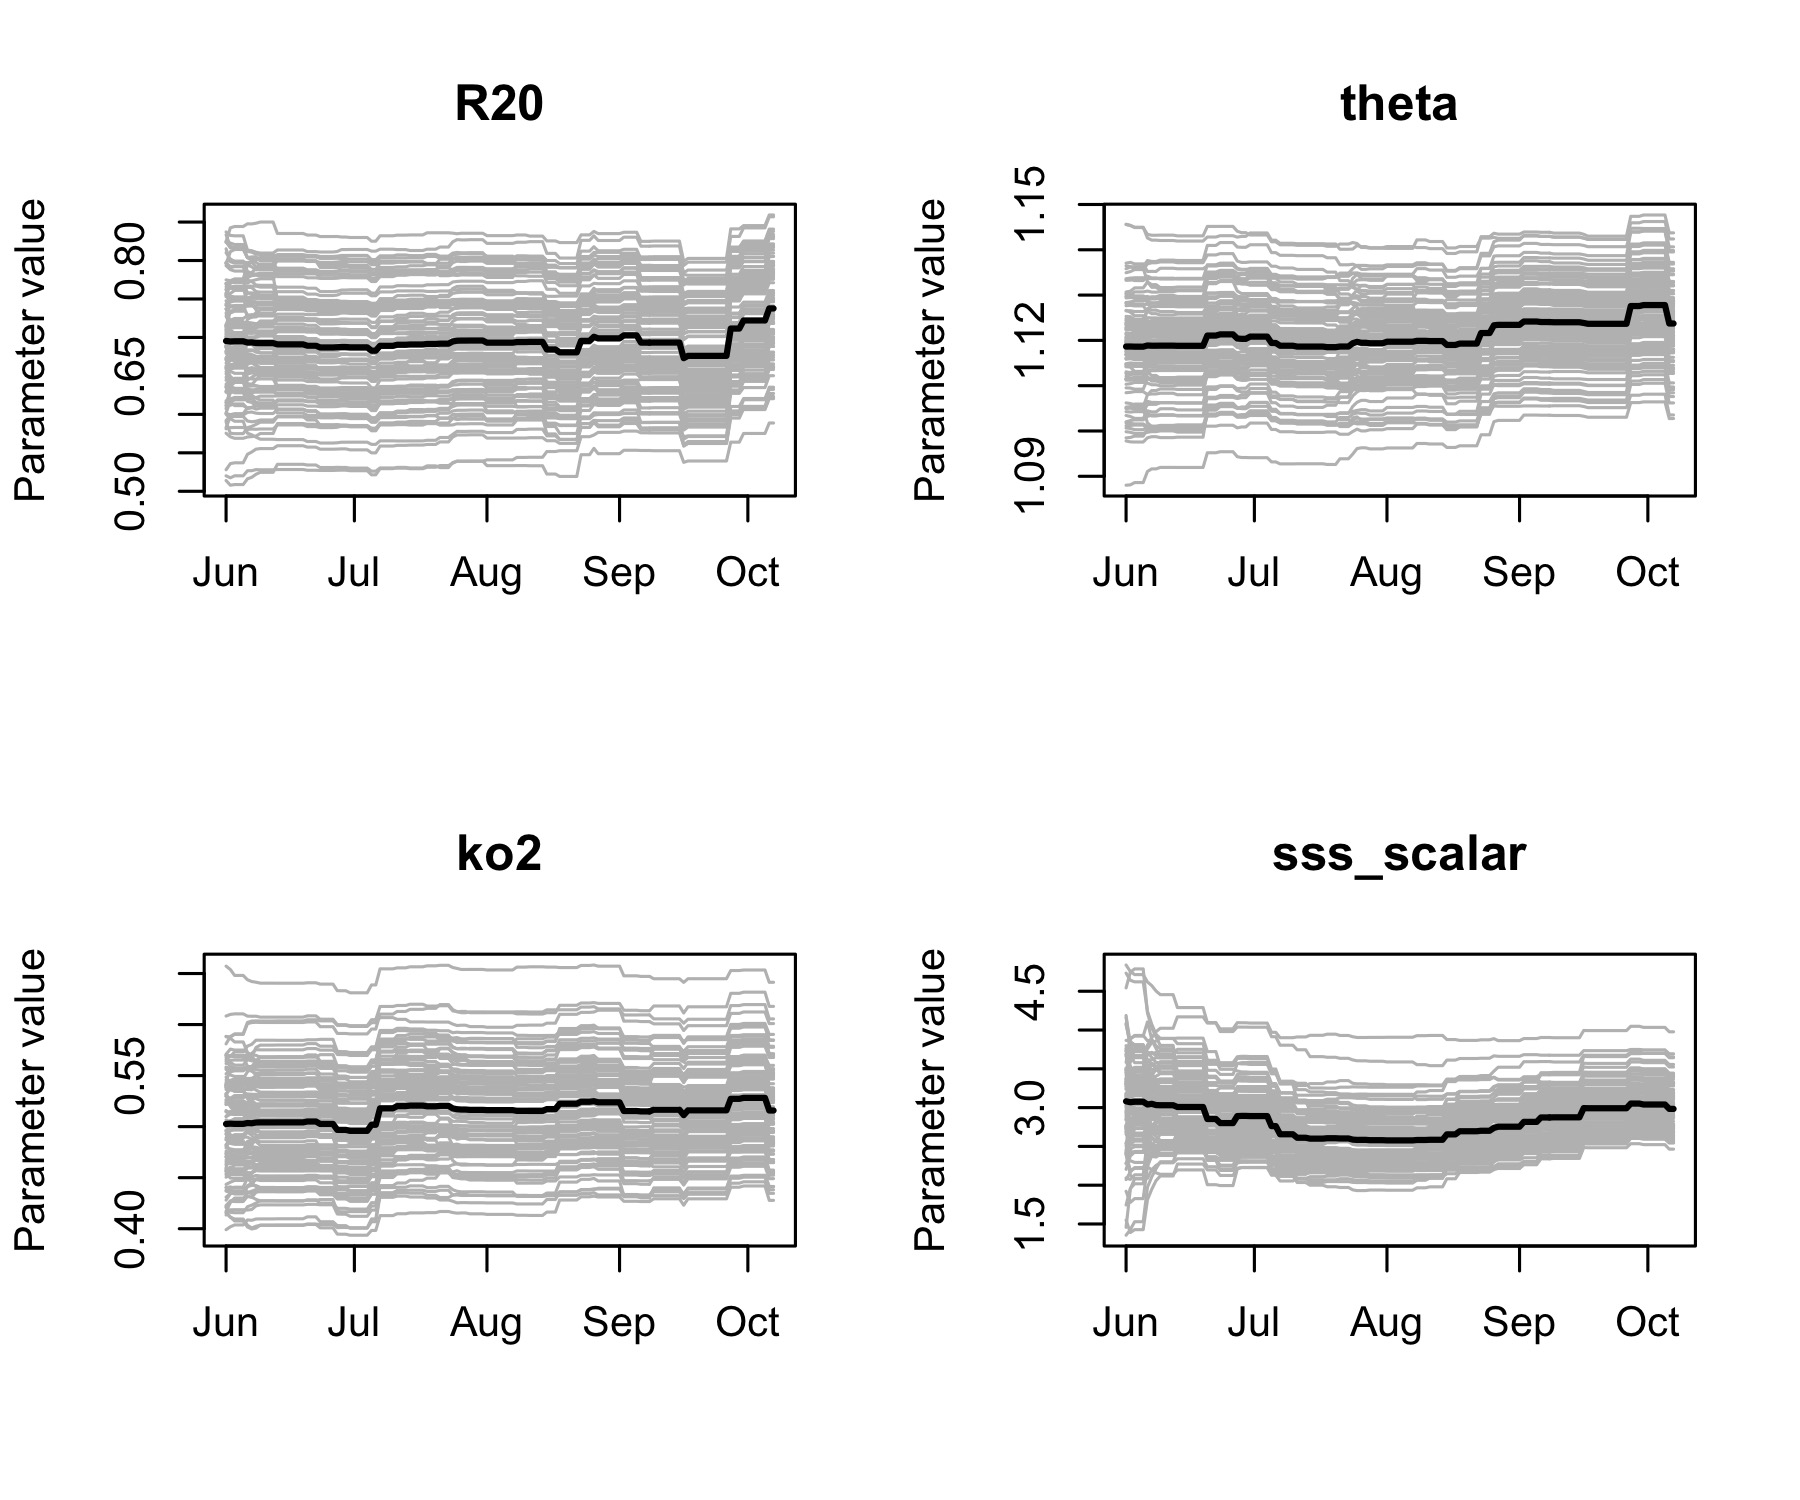 R20
Parameter value
0.80
0.65
0.50
Jun Jul Aug Sep Oct
theta
Parameter value
1.15
1.12
1.09
Jun Jul Aug Sep Oct
ko2
Parameter value
0.55
0.40
Jun Jul Aug Sep Oct
sss_scalar
Parameter value
4.5
3.0
1.5
Jun Jul Aug Sep Oct